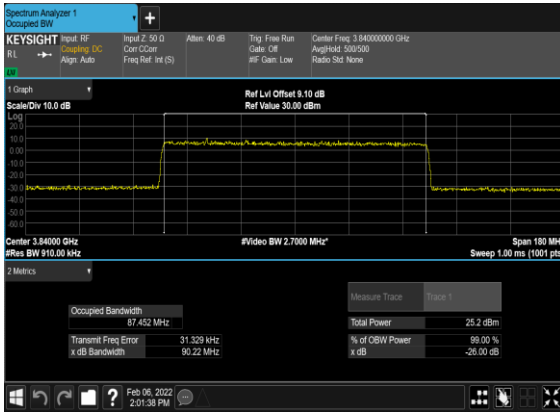 Spectrum Analyzer 1
Occupied BW
+
KEYSIGHT
RL
Input: RF
Coupling: DC
Align: Auto
Input Z: 50 Ω
Corr CCorr
Freq Ref: Int (S)
Atten: 40 dB
Trig: Free Run
Gate: Off
#IF Gain: Low
Center Freq: 3.840000000 GHz
Avg|Hold: 500/500
Radio Std: None
1 Graph
Scale/Div 10.0 dB
Ref Lvl Offset 9.10 dB
Ref Value 30.00 dBm
Log
20.0
10.0
0.00
-10.0
-20.0
-30.0
-40.0
-50.0
-60.0
Center 3.84000 GHz
#Res BW 910.00 kHz
#Video BW 2.7000 MHz*
Span 180 MH
Sweep 1.00 ms (1001 pts
2 Metrics
Measure Trace
Trace 1
Occupied Bandwidth
87.452 MHz
Total Power
25.2 dBm
Transmit Freq Error
31.329 kHz
% of OBW Power
99.00 %
x dB Bandwidth
90.22 MHz
x dB
-26.00 dB
?
Feb 06, 2022
2:01:38 PM